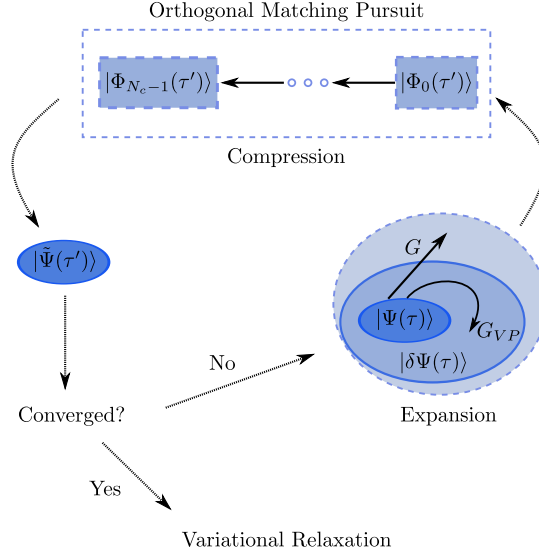 Orthogonal Matching Pursuit
|Φ_{N_c−1}(τ′)⟩
|Φ_0(τ′)⟩
Compression
|Ψ̃(τ′)⟩
G
|Ψ(τ)⟩
G_{VP}
|δΨ(τ)⟩
No
Converged?
Expansion
Yes
Variational Relaxation